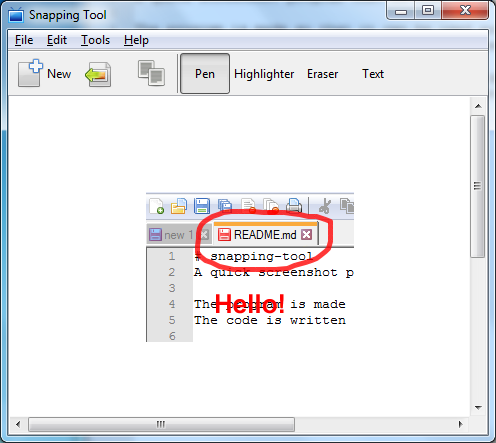 Snapping Tool
File Edit Tools Help
New Pen Highlighter Eraser Text
new 1 README.md
1 # snapping-tool
2 A quick screenshot p
3
Hello!
4 The program is made
5 The code is written
6